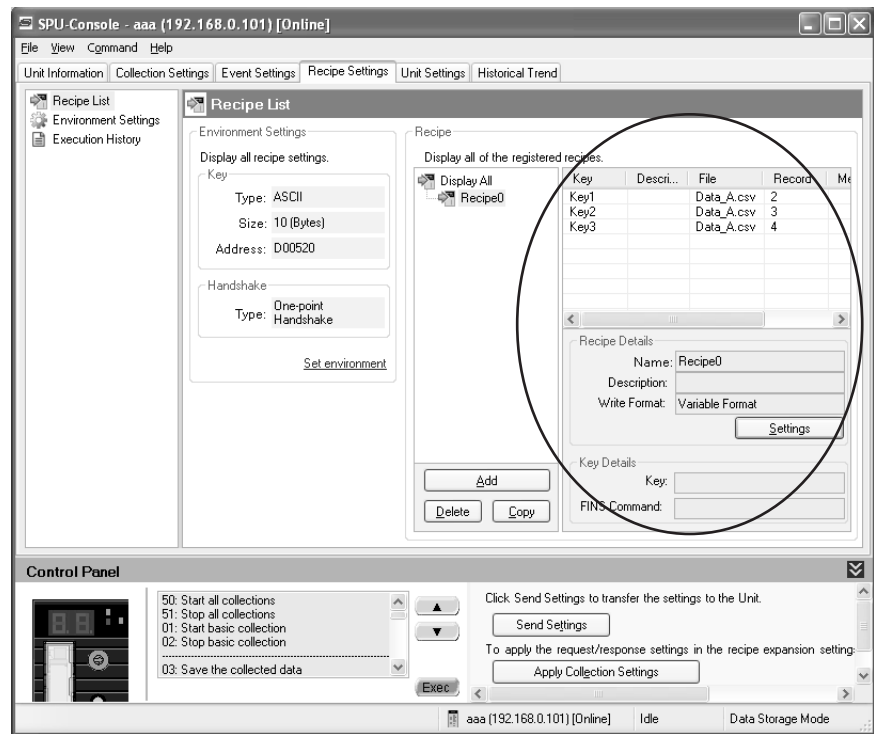 SPU-Console - aaa (192.168.0.101) [Online]
File View Command Help
Unit Information Collection Settings Event Settings Recipe Settings Unit Settings Historical Trend
Recipe List
Environment Settings
Execution History
Recipe List
Environment Settings
Display all recipe settings.
Key
Type: ASCII
Size: 10 (Bytes)
Address: D00520
Handshake
Type: One-point
Handshake
Set environment
Recipe
Display all of the registered recipes.
Display All
Recipe0
Add
Delete Copy
Key Descri... File Record Me
Key1 Data_A.csv 2
Key2 Data_A.csv 3
Key3 Data_A.csv 4
Recipe Details
Name: Recipe0
Description:
Write Format: Variable Format
Settings
Key Details
Key:
FINS Command:
Control Panel
8.8.
50: Start all collections
51: Stop all collections
01: Start basic collection
02: Stop basic collection
03: Save the collected data
Exec
Click Send Settings to transfer the settings to the Unit.
Send Settings
To apply the request/response settings in the recipe expansion setting:
Apply Collection Settings
aaa (192.168.0.101) [Online] Idle Data Storage Mode